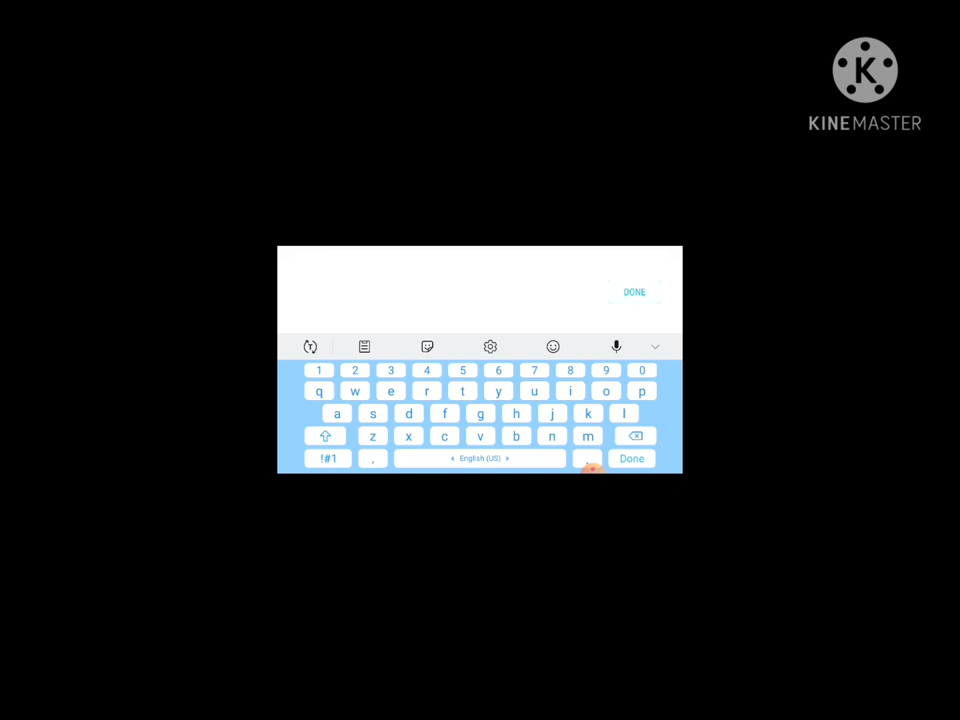 K
KINEMASTER
DONE
T
1 2 3 4 5 6 7 8 9 0
q w e r t y u i o p
a s d f g h j k l
z x c v b n m
!#1 , English (US) . Done